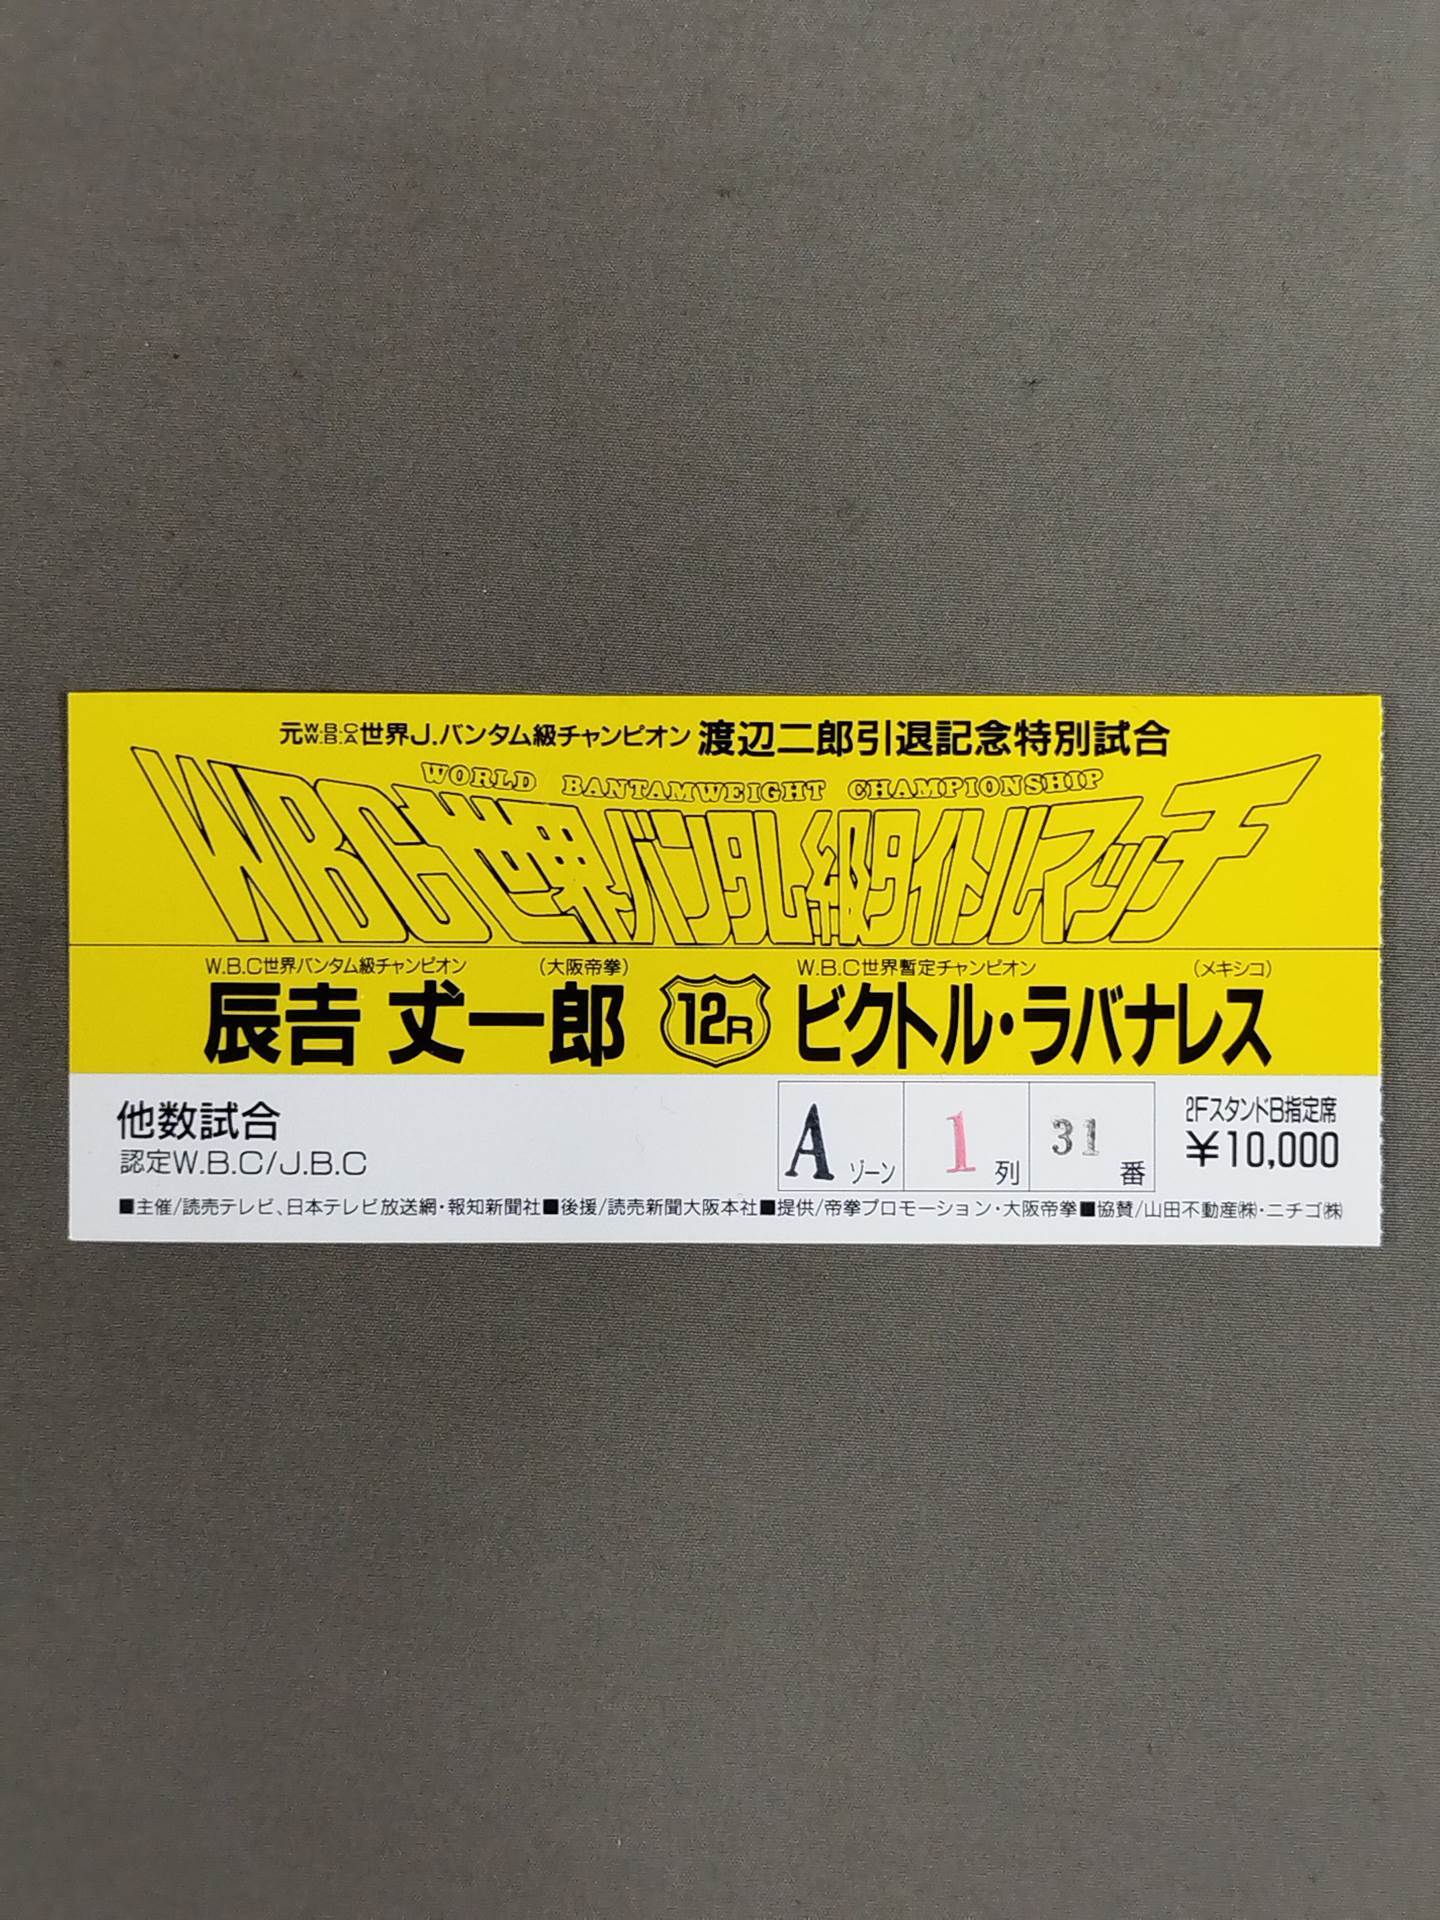 元W.B.C W.B.A世界J.バンタム級チャンピオン 渡辺二郎引退記念特別試合
WORLD BANTAMWEIGHT CHAMPIONSHIP
WBC世界バンタム級タイトルマッチ
W.B.C世界バンタム級チャンピオン (大阪帝拳) W.B.C世界暫定チャンピオン (メキシコ)
辰吉 丈一郎 12R ビクトル・ラバナレス
他数試合
認定W.B.C/J.B.C
A ゾーン 1 列 31 番
2FスタンドB指定席
¥10,000
■主催/読売テレビ、日本テレビ放送網・報知新聞社■後援/読売新聞大阪本社■提供/帝拳プロモーション・大阪帝拳■協賛/山田不動産㈱・ニチゴ㈱